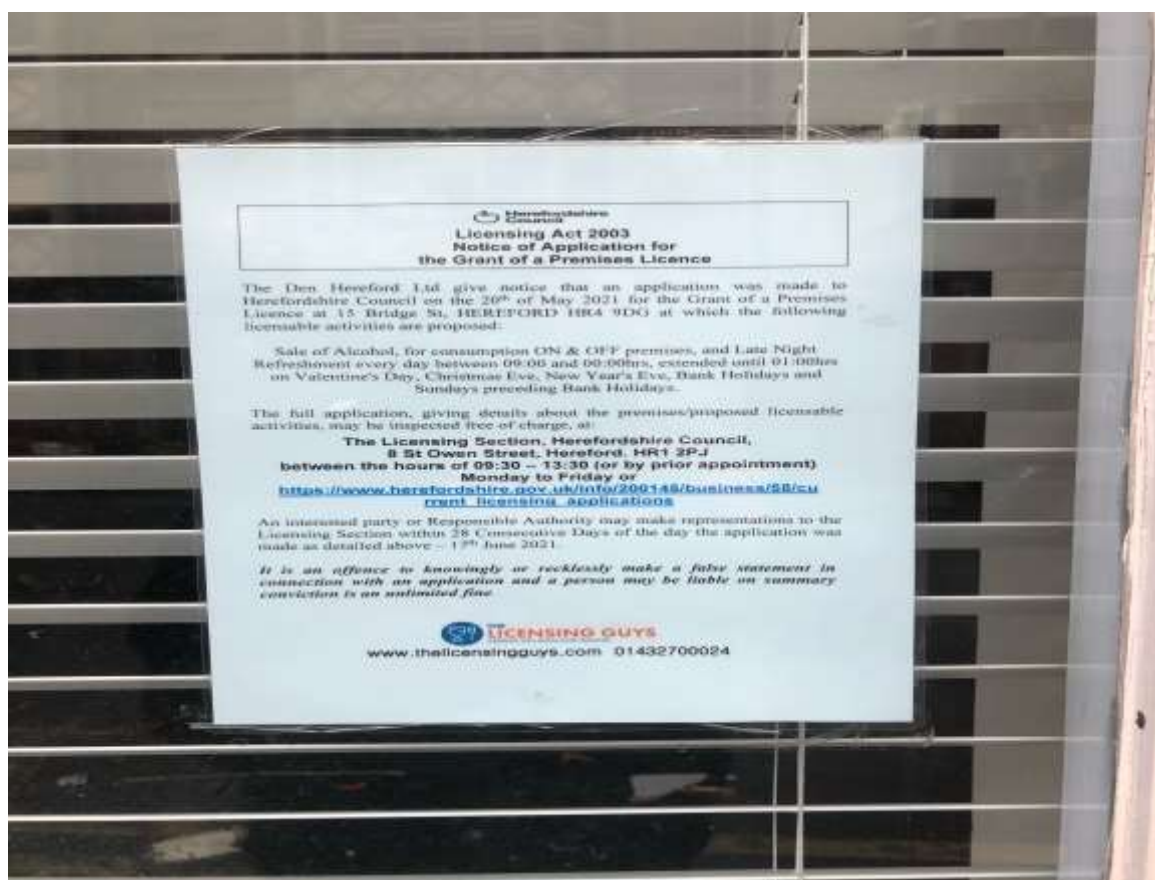 Herefordshire
Council
Licensing Act 2003
Notice of Application for
the Grant of a Premises Licence
The Den Hereford Ltd give notice that an application was made to
Herefordshire Council on the 20th of May 2021 for the Grant of a Premises
Licence at 15 Bridge St, HEREFORD HR4 9DG at which the following
licensable activities are proposed:
Sale of Alcohol, for consumption ON & OFF premises, and Late Night
Refreshment every day between 09:00 and 00:00hrs, extended until 01:00hrs
on Valentine's Day, Christmas Eve, New Year's Eve, Bank Holidays and
Sundays preceding Bank Holidays.
The full application, giving details about the premises/proposed licensable
activities, may be inspected free of charge, at:
The Licensing Section, Herefordshire Council,
8 St Owen Street, Hereford. HR1 2PJ
between the hours of 09:30 – 13:30 (or by prior appointment)
Monday to Friday or
https://www.herefordshire.gov.uk/info/200148/business/58/cu
rrent_licensing_applications
An interested party or Responsible Authority may make representations to the
Licensing Section within 28 Consecutive Days of the day the application was
made as detailed above – 17th June 2021.
It is an offence to knowingly or recklessly make a false statement in
connection with an application and a person may be liable on summary
conviction is an unlimited fine
THE
LICENSING GUYS
www.thelicensingguys.com 01432700024